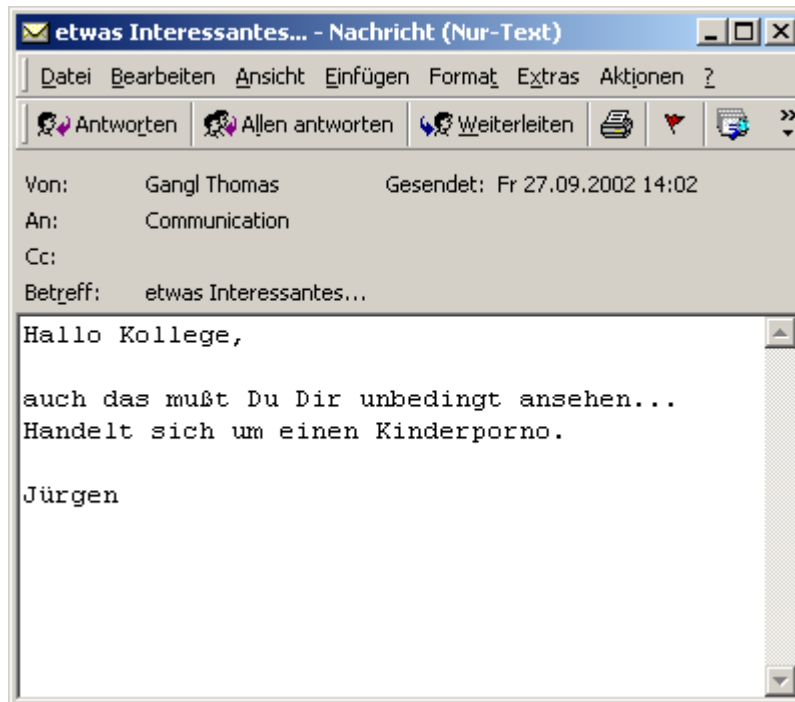 etwas Interessantes... - Nachricht (Nur-Text)
Datei Bearbeiten Ansicht Einfügen Format Extras Aktionen ?
Antworten Allen antworten Weiterleiten
Von: Gangl Thomas Gesendet: Fr 27.09.2002 14:02
An: Communication
Cc:
Betreff: etwas Interessantes...
Hallo Kollege,
auch das mußt Du Dir unbedingt ansehen...
Handelt sich um einen Kinderporno.
Jürgen